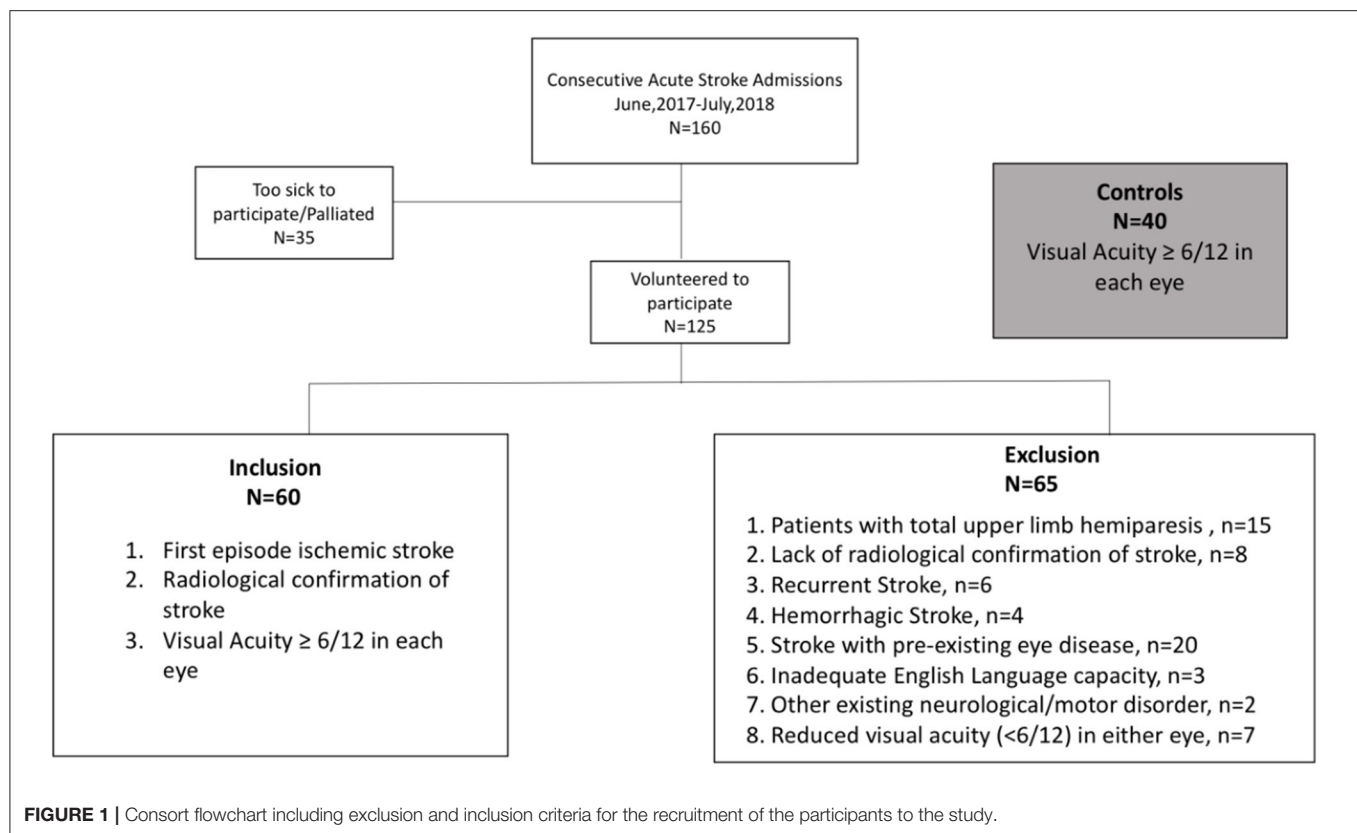 Consecutive Acute Stroke Admissions
June,2017-July,2018
N=160
Too sick to
participate/Palliated
N=35
Controls
N=40
Visual Acuity ≥ 6/12 in
each eye
Volunteered to
participate
N=125
Inclusion
N=60
1. First episode ischemic stroke
2. Radiological confirmation of
stroke
3. Visual Acuity ≥ 6/12 in each
eye
Exclusion
N=65
1. Patients with total upper limb hemiparesis , n=15
2. Lack of radiological confirmation of stroke, n=8
3. Recurrent Stroke, n=6
4. Hemorrhagic Stroke, n=4
5. Stroke with pre-existing eye disease, n=20
6. Inadequate English Language capacity, n=3
7. Other existing neurological/motor disorder, n=2
8. Reduced visual acuity (<6/12) in either eye, n=7
FIGURE 1 | Consort flowchart including exclusion and inclusion criteria for the recruitment of the participants to the study.